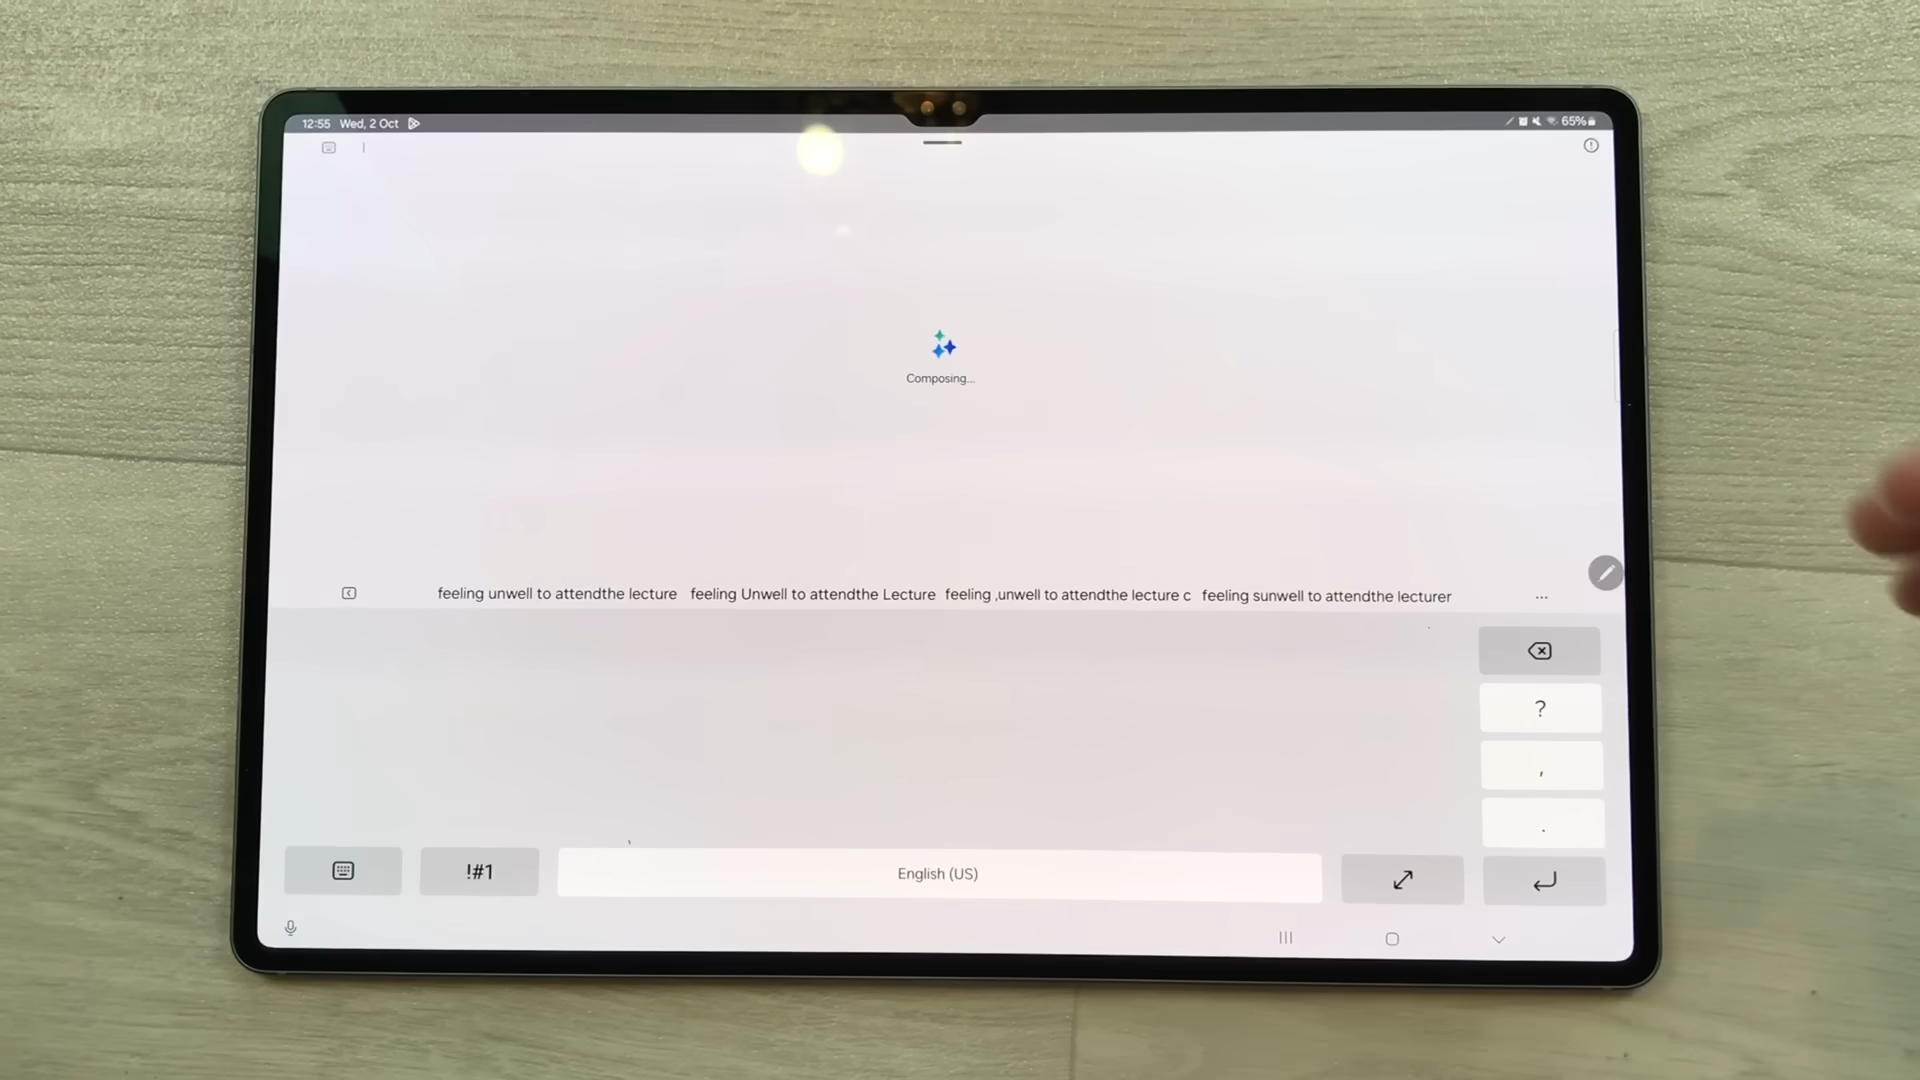 12:55 Wed, 2 Oct 65%
Composing...
feeling unwell to attendthe lecture feeling Unwell to attendthe Lecture feeling ,unwell to attendthe lecture c feeling sunwell to attendthe lecturer ...
?
,
.
!#1 English (US)